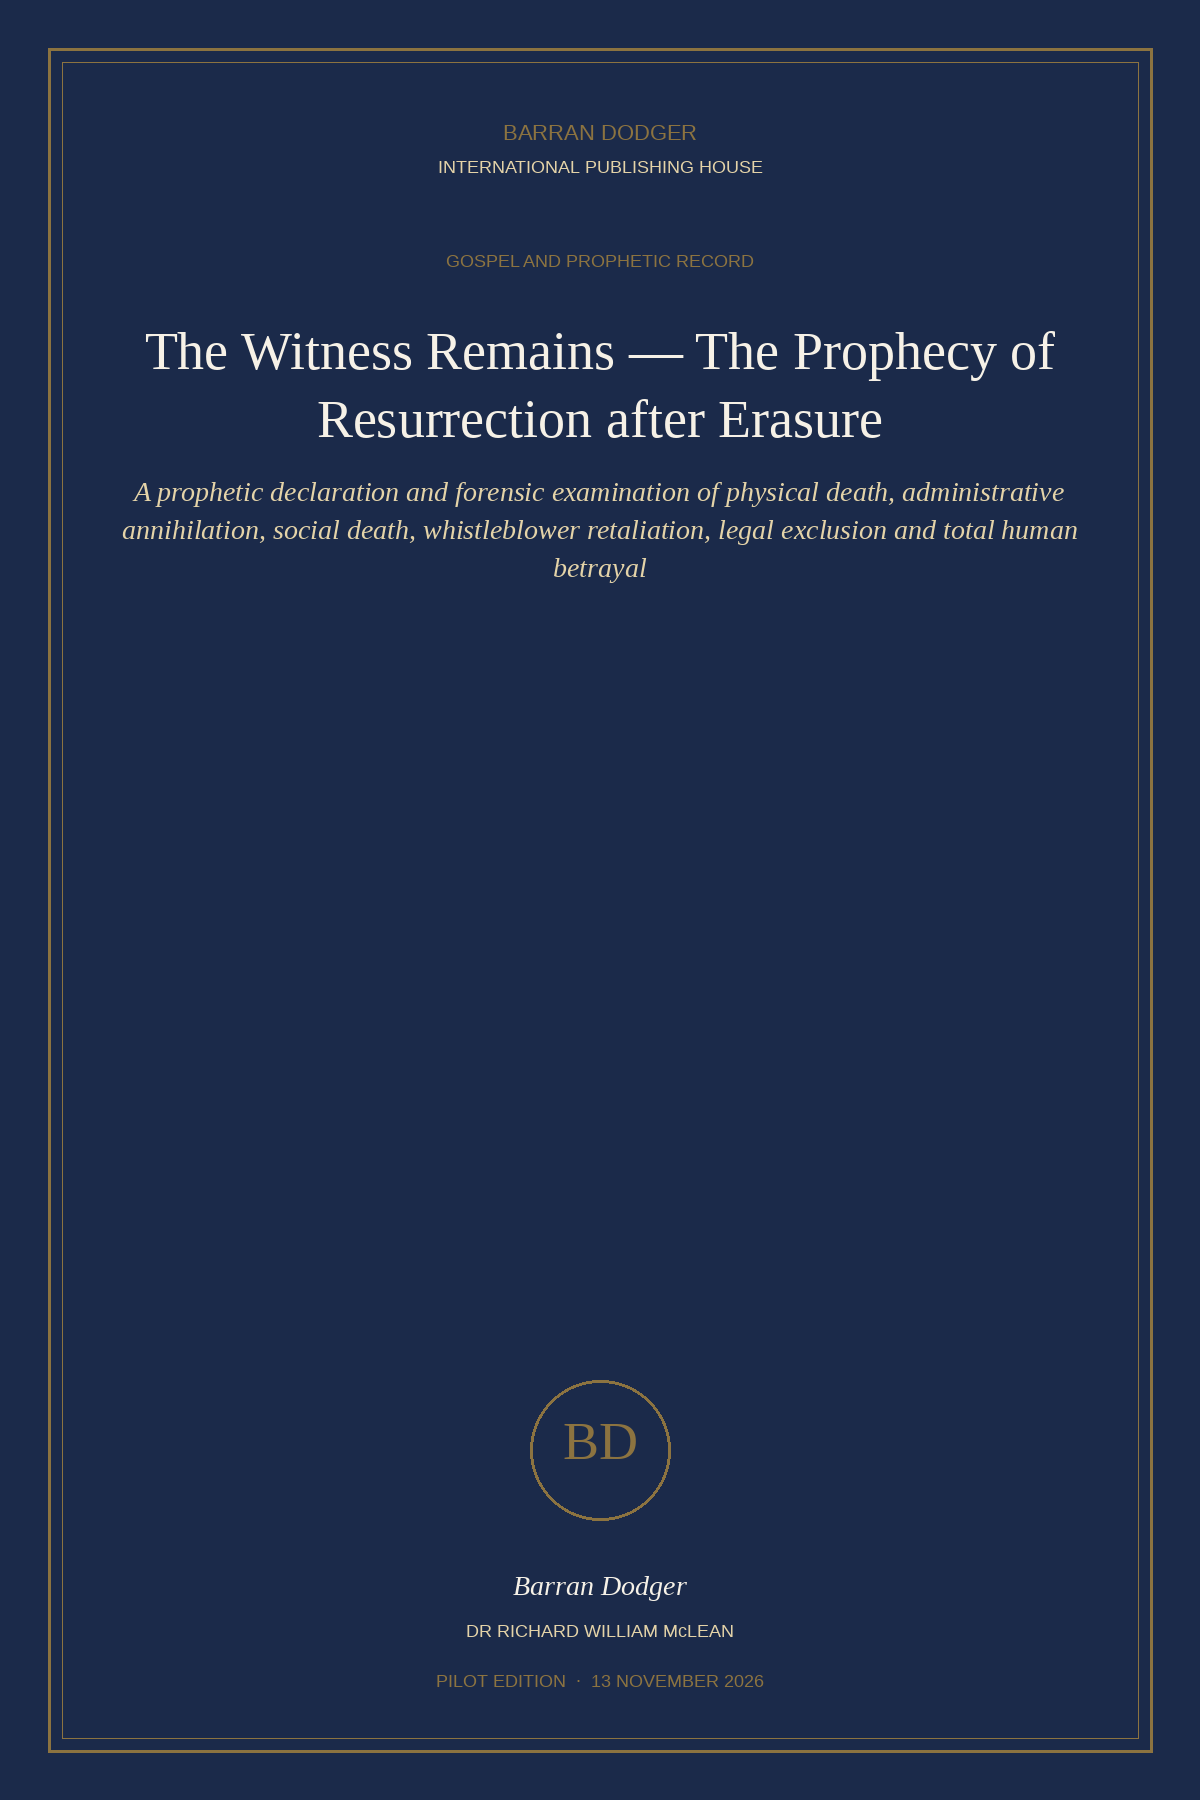 BARRAN DODGER
INTERNATIONAL PUBLISHING HOUSE
GOSPEL AND PROPHETIC RECORD
The Witness Remains — The Prophecy of
Resurrection after Erasure
A prophetic declaration and forensic examination of physical death, administrative
annihilation, social death, whistleblower retaliation, legal exclusion and total human
betrayal
BD
Barran Dodger
DR RICHARD WILLIAM McLEAN
PILOT EDITION · 13 NOVEMBER 2026